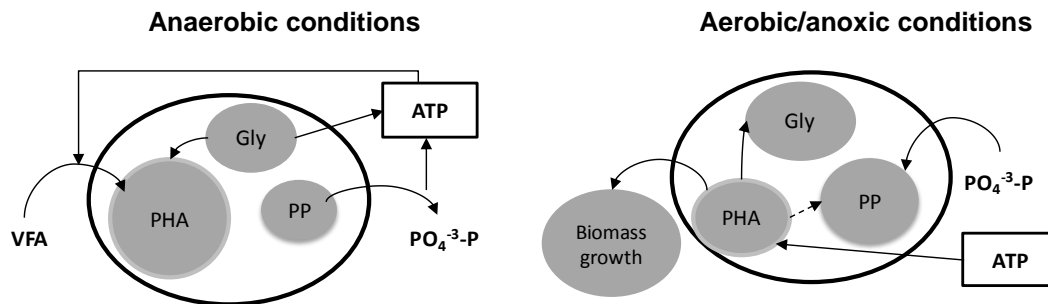 Anaerobic conditions
ATP
Gly
PHA
PP
VFA
PO₄⁻³-P
Aerobic/anoxic conditions
Gly
PO₄⁻³-P
PHA
PP
Biomass
growth
ATP